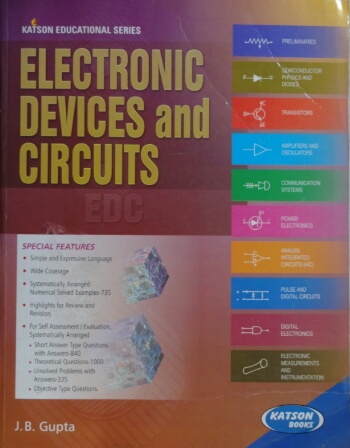 KATSON EDUCATIONAL SERIES
ELECTRONIC
DEVICES and
CIRCUITS
EDC
SPECIAL FEATURES
• Simple and Expressive Language
• Wide Coverage
• Systematically Arranged
Numerical Solved Examples-735
• Highlights for Review and
Revision
• For Self Assessment / Evaluation,
Systematically Arranged
• Short Answer Type Questions
with Answers-840
• Theoretical Questions-1000
• Unsolved Problems with
Answers-335
• Objective Type Questions.
J.B. Gupta
PRELIMINARIES
SEMICONDUCTOR
PHYSICS AND
DIODES
TRANSISTORS
AMPLIFIERS AND
OSCILLATORS
COMMUNICATION
SYSTEMS
POWER
ELECTRONICS
ANALOG
INTEGRATED
CIRCUITS (IC)
PULSE AND
DIGITAL CIRCUITS
DIGITAL
ELECTRONICS
ELECTRONIC
MEASUREMENTS AND
INSTRUMENTATION
KATSON
BOOKS